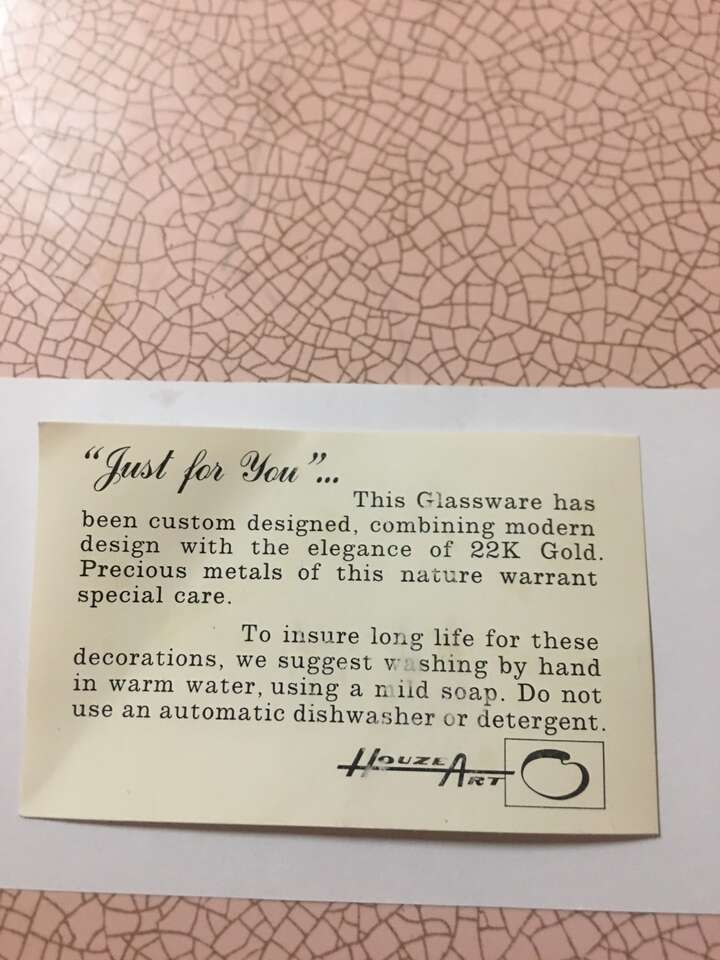 "Just for You"...
This Glassware has
been custom designed, combining modern
design with the elegance of 22K Gold.
Precious metals of this nature warrant
special care.
To insure long life for these
decorations, we suggest washing by hand
in warm water, using a mild soap. Do not
use an automatic dishwasher or detergent.
HOUZE ART